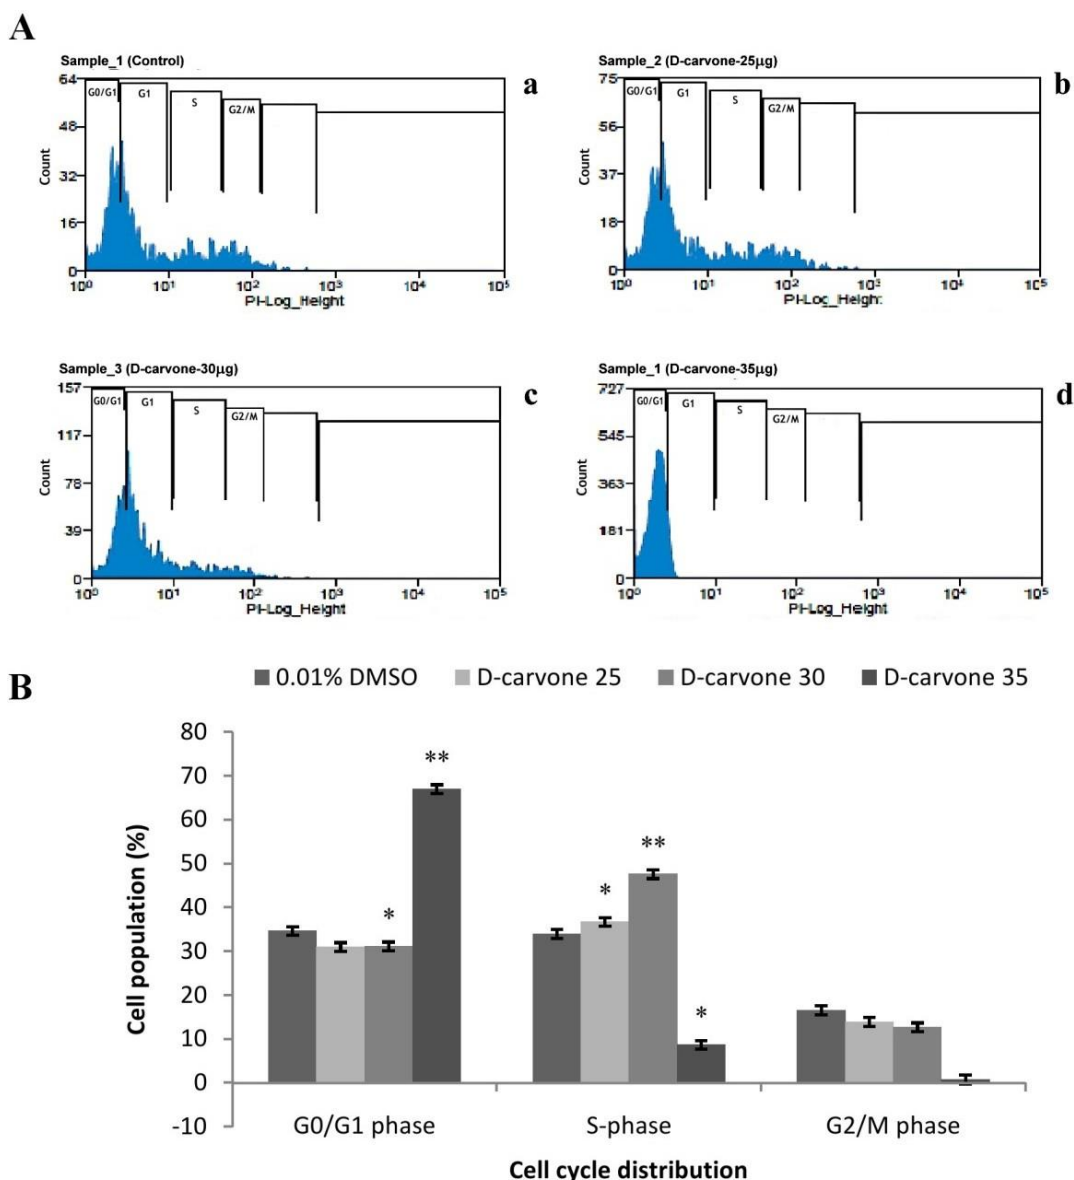 A
Sample_1 (Control)
a
64
48
32
16
0
Count
G0/G1
G1
S
G2/M
10⁰ 10¹ 10² 10³ 10⁴ 10⁵
PI-Log_Height
Sample_2 (D-carvone-25µg)
b
75
56
37
18
0
Count
G0/G1
G1
S
G2/M
10⁰ 10¹ 10² 10³ 10⁴ 10⁵
PI-Log_Height
Sample_3 (D-carvone-30µg)
c
157
117
78
39
0
Count
G0/G1
G1
S
G2/M
10⁰ 10¹ 10² 10³ 10⁴ 10⁵
PI-Log_Height
Sample_1 (D-carvone-35µg)
d
727
545
363
181
0
Count
G0/G1
G1
S
G2/M
10⁰ 10¹ 10² 10³ 10⁴ 10⁵
PI-Log_Height
B
0.01% DMSO D-carvone 25 D-carvone 30 D-carvone 35
Cell population (%)
80
70
60
50
40
30
20
10
0
-10
*
**
*
**
*
G0/G1 phase S-phase G2/M phase
Cell cycle distribution